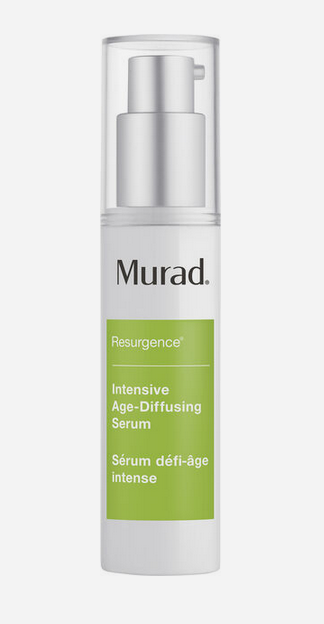 Murad.®
Resurgence®
Intensive
Age-Diffusing
Serum
Sérum défi-âge
intense